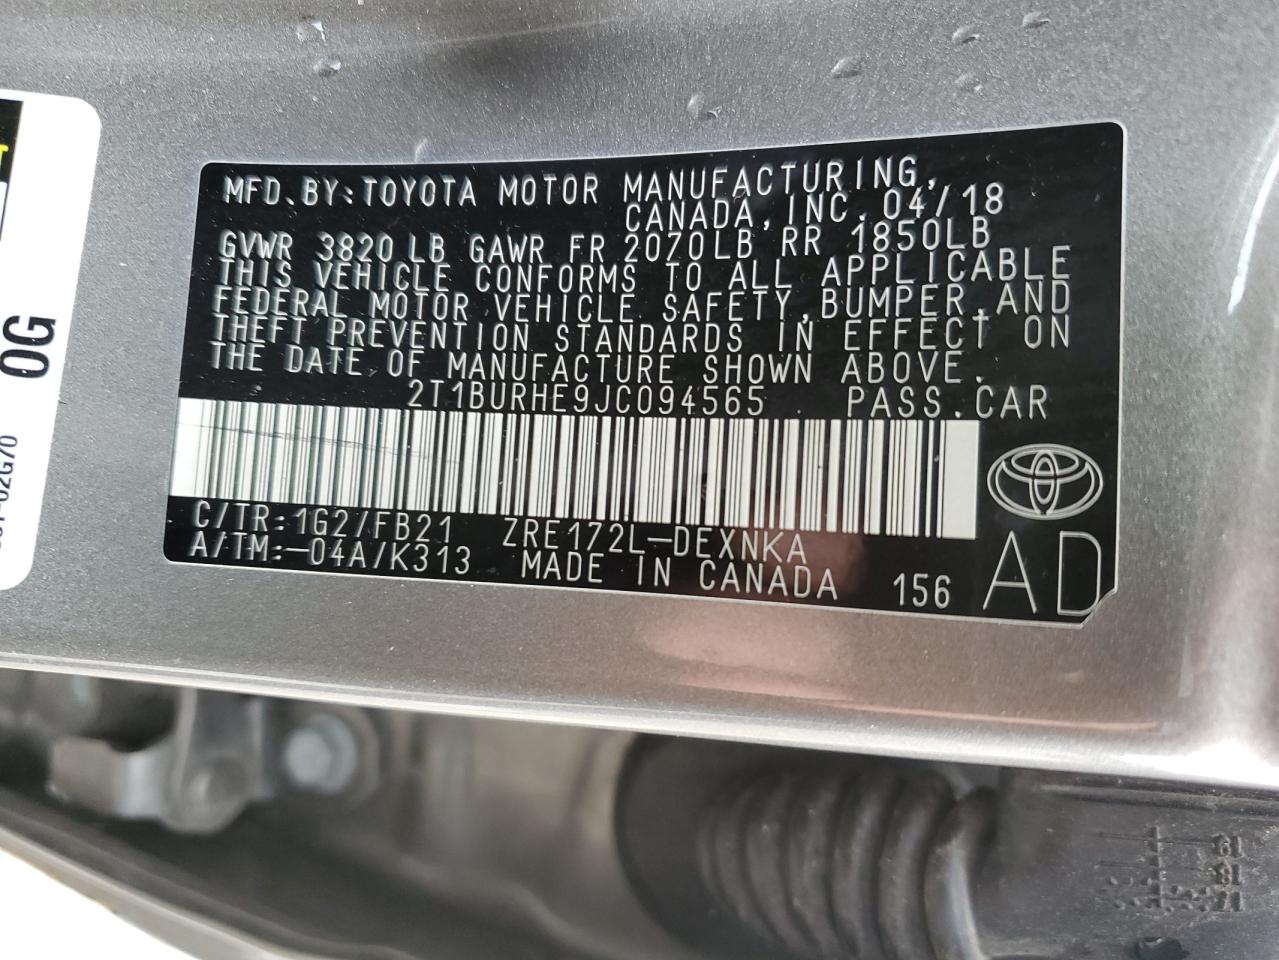 MFD.BY:TOYOTA MOTOR MANUFACTURING,
CANADA,INC.04/18
GVWR 3820LB GAWR FR 2070LB RR 1850LB
THIS VEHICLE CONFORMS TO ALL APPLICABLE
FEDERAL MOTOR VEHICLE SAFETY,BUMPER,AND
THEFT PREVENTION STANDARDS IN EFFECT ON
THE DATE OF MANUFACTURE SHOWN ABOVE.
2T1BURHE9JC094565 PASS.CAR
C/TR:1G2/FB21 ZRE172L-DEXNKA
A/TM:-04A/K313 MADE IN CANADA 156
AD
0G